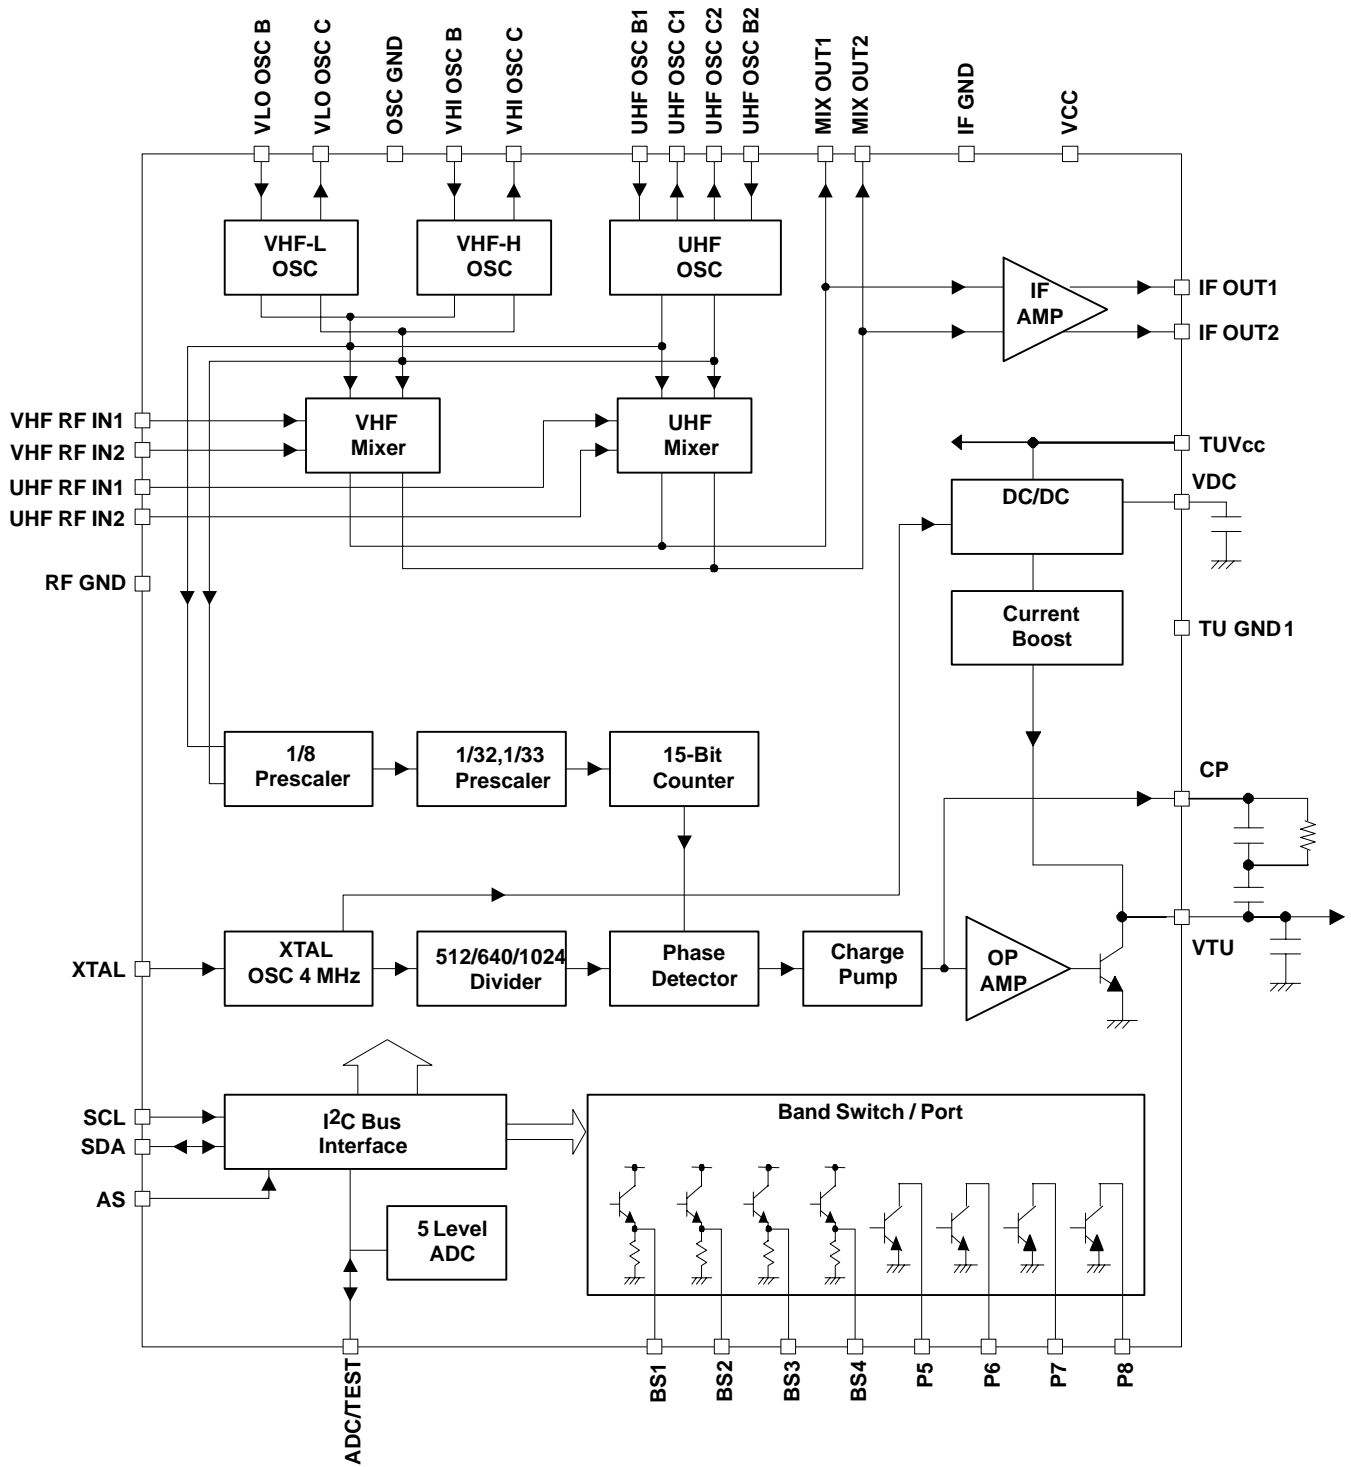 VLO OSC B
VLO OSC C
OSC GND
VHI OSC B
VHI OSC C
UHF OSC B1
UHF OSC C1
UHF OSC C2
UHF OSC B2
MIX OUT1
MIX OUT2
IF GND
VCC
VHF-L
OSC
VHF-H
OSC
UHF
OSC
IF
AMP
IF OUT1
IF OUT2
VHF RF IN1
VHF RF IN2
UHF RF IN1
UHF RF IN2
RF GND
VHF
Mixer
UHF
Mixer
TUVcc
VDC
DC/DC
Current
Boost
TU GND1
1/8
Prescaler
1/32,1/33
Prescaler
15-Bit
Counter
CP
XTAL
XTAL
OSC 4 MHz
512/640/1024
Divider
Phase
Detector
Charge
Pump
OP
AMP
VTU
SCL
SDA
AS
I2C Bus
Interface
5 Level
ADC
Band Switch / Port
ADC/TEST
BS1
BS2
BS3
BS4
P5
P6
P7
P8